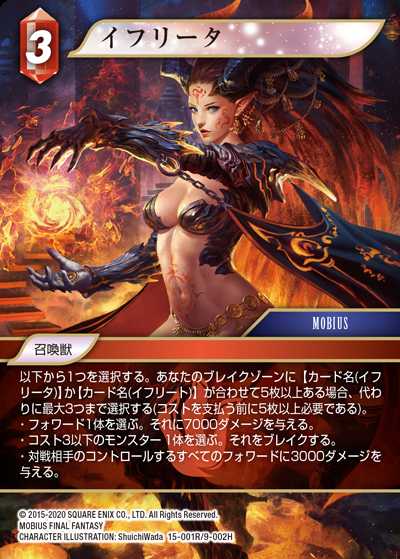 3
イフリータ
MOBIUS
召喚獣
以下から1つを選択する。あなたのブレイクゾーンに【カード名(イフ
リータ)】か【カード名(イフリート)】が合わせて5枚以上ある場合、代わ
りに最大3つまで選択する(コストを支払う前に5枚以上必要である)。
・フォワード1体を選ぶ。それに7000ダメージを与える。
・コスト3以下のモンスター1体を選ぶ。それをブレイクする。
・対戦相手のコントロールするすべてのフォワードに3000ダメージを
与える。
© 2015-2020 SQUARE ENIX CO., LTD. All Rights Reserved.
MOBIUS FINAL FANTASY
CHARACTER ILLUSTRATION: ShuichiWada 15-001R/9-002H